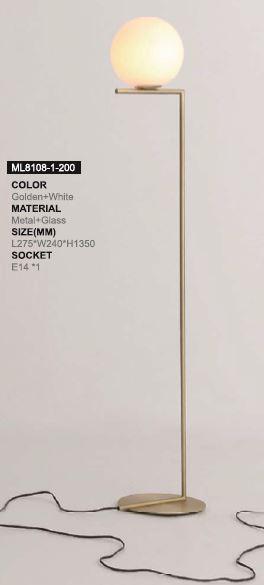 ML8108-1-200
COLOR
Golden+White
MATERIAL
Metal+Glass
SIZE(MM)
L275*W240*H1350
SOCKET
E14 *1